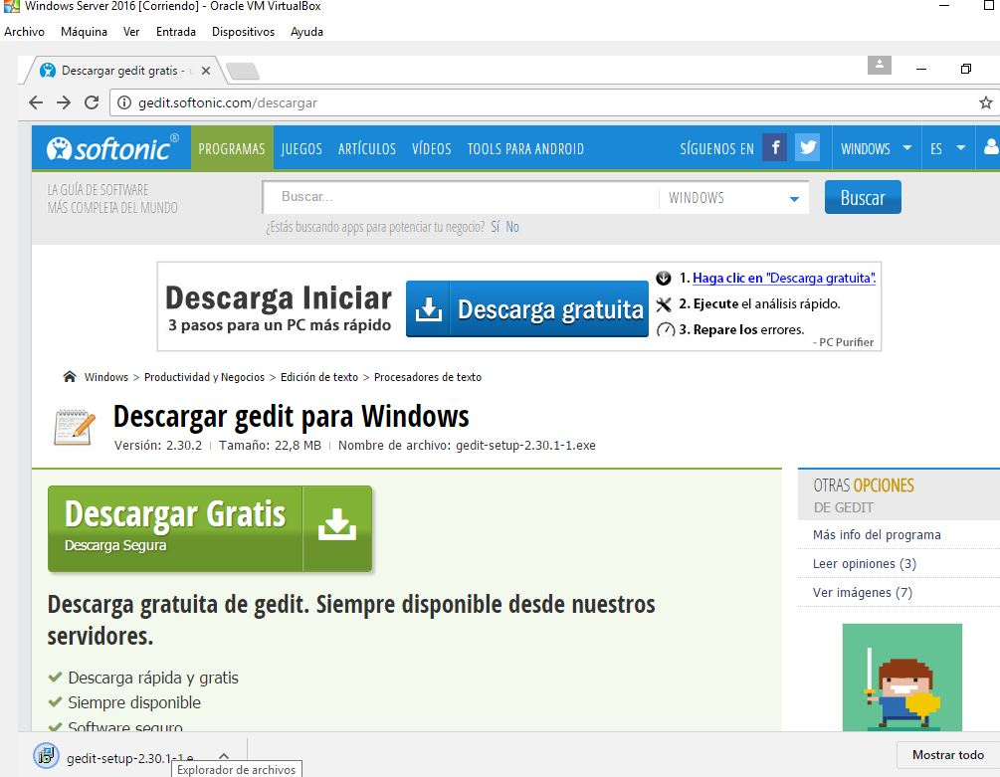 Windows Server 2016 [Corriendo] - Oracle VM VirtualBox
Archivo Máquina Ver Entrada Dispositivos Ayuda
Descargar gedit gratis -
gedit.softonic.com/descargar
softonic®
PROGRAMAS JUEGOS ARTÍCULOS VÍDEOS TOOLS PARA ANDROID SÍGUENOS EN WINDOWS ES
LA GUÍA DE SOFTWARE
MÁS COMPLETA DEL MUNDO
Buscar... WINDOWS Buscar
¿Estás buscando apps para potenciar tu negocio? Sí No
Descarga Iniciar
3 pasos para un PC más rápido
Descarga gratuita
1. Haga clic en "Descarga gratuita".
2. Ejecute el análisis rápido.
3. Repare los errores.
- PC Purifier
Windows > Productividad y Negocios > Edición de texto > Procesadores de texto
Descargar gedit para Windows
Versión: 2.30.2 Tamaño: 22,8 MB Nombre de archivo: gedit-setup-2.30.1-1.exe
Descargar Gratis
Descarga Segura
Descarga gratuita de gedit. Siempre disponible desde nuestros
servidores.
Descarga rápida y gratis
Siempre disponible
Software seguro
OTRAS OPCIONES
DE GEDIT
Más info del programa
Leer opiniones (3)
Ver imágenes (7)
gedit-setup-2.30.1-1.e
Explorador de archivos
Mostrar todo